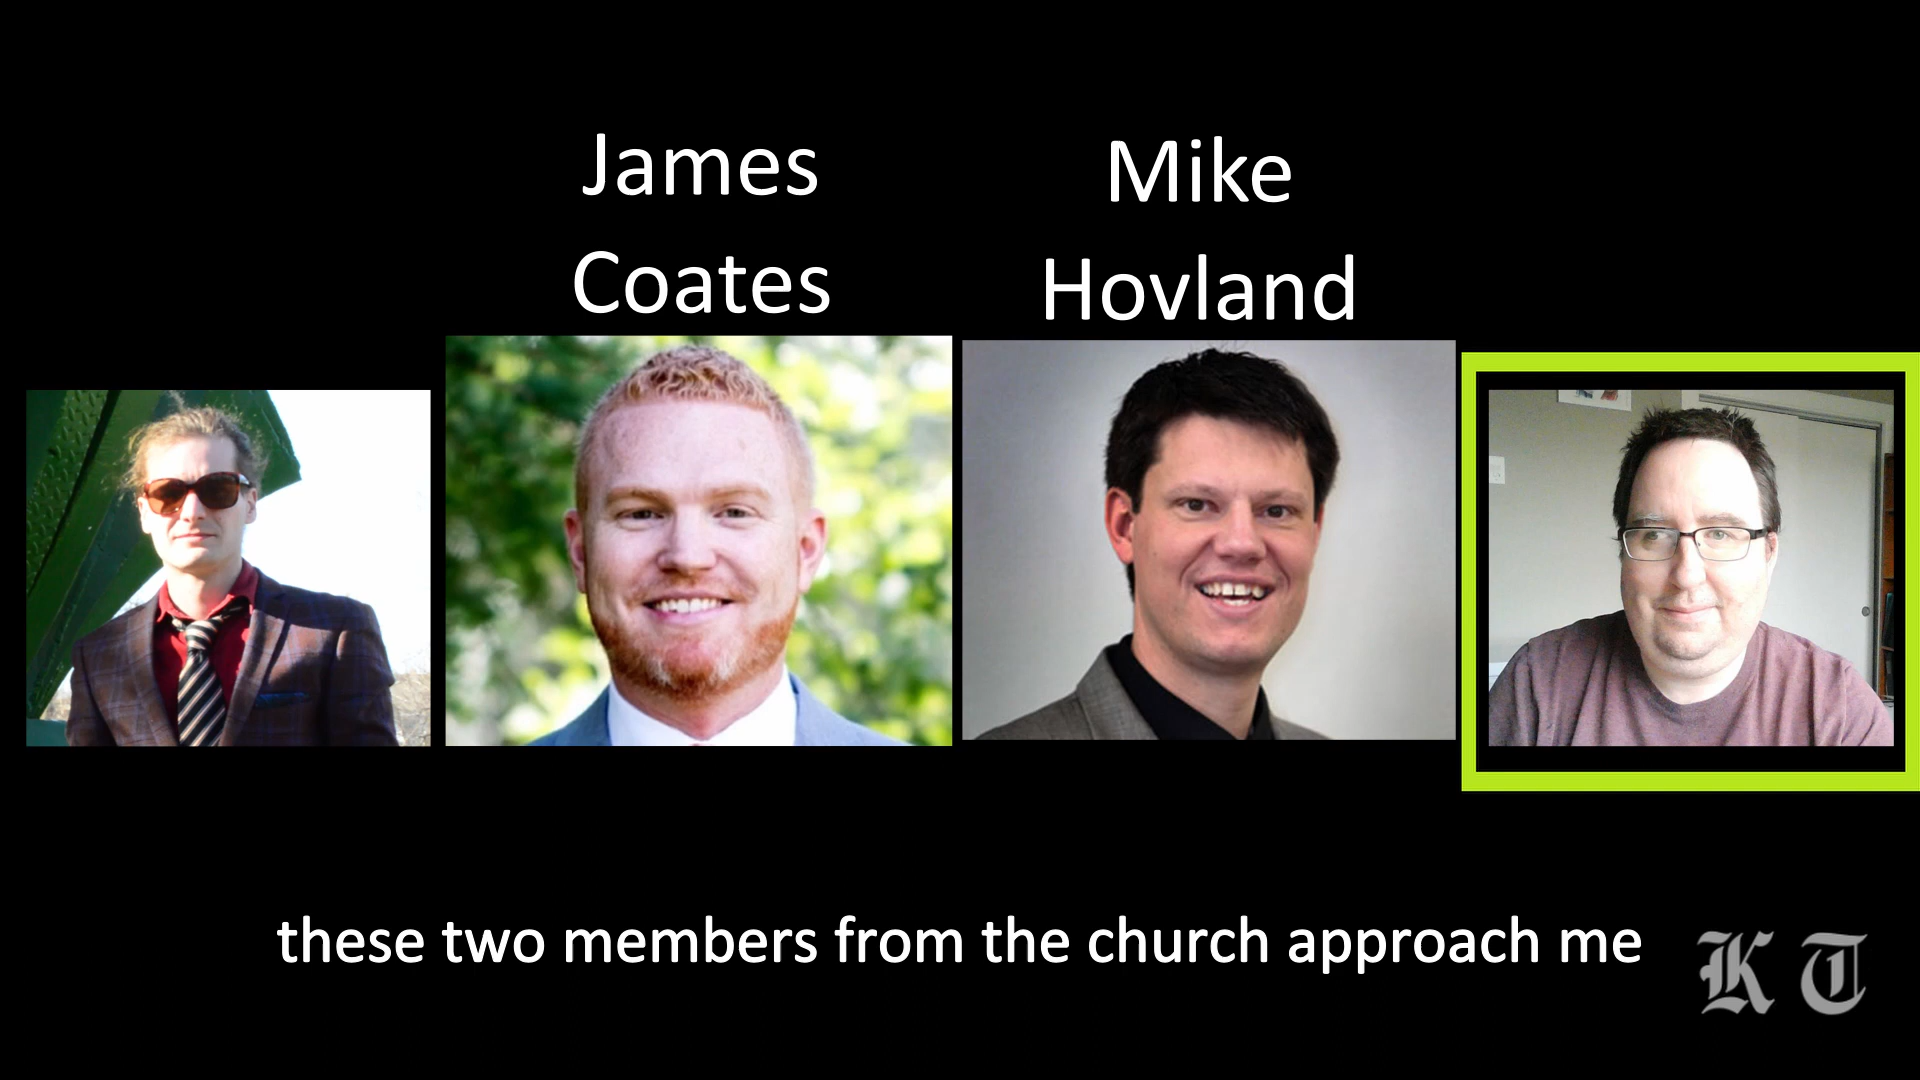 James
Coates
Mike
Hovland
these two members from the church approach me
K T